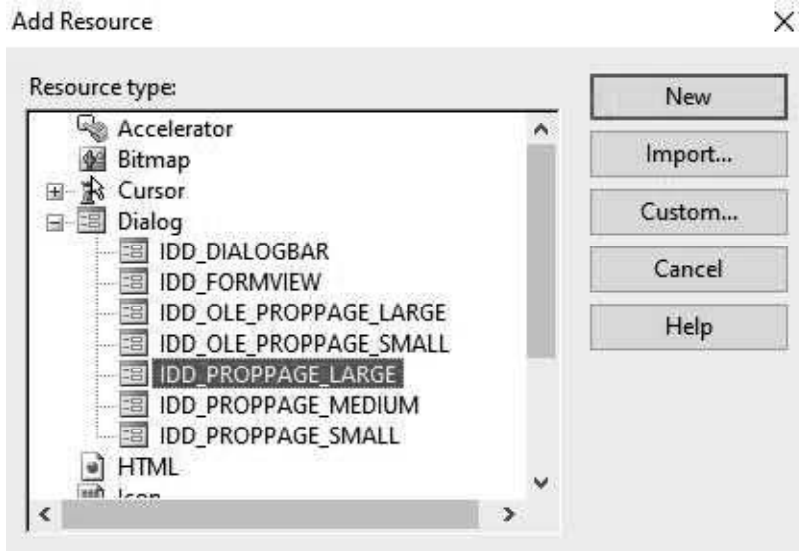 Add Resource
Resource type:
Accelerator
Bitmap
Cursor
Dialog
IDD_DIALOGBAR
IDD_FORMVIEW
IDD_OLE_PROPPAGE_LARGE
IDD_OLE_PROPPAGE_SMALL
IDD_PROPPAGE_LARGE
IDD_PROPPAGE_MEDIUM
IDD_PROPPAGE_SMALL
HTML
Icon
New
Import...
Custom...
Cancel
Help